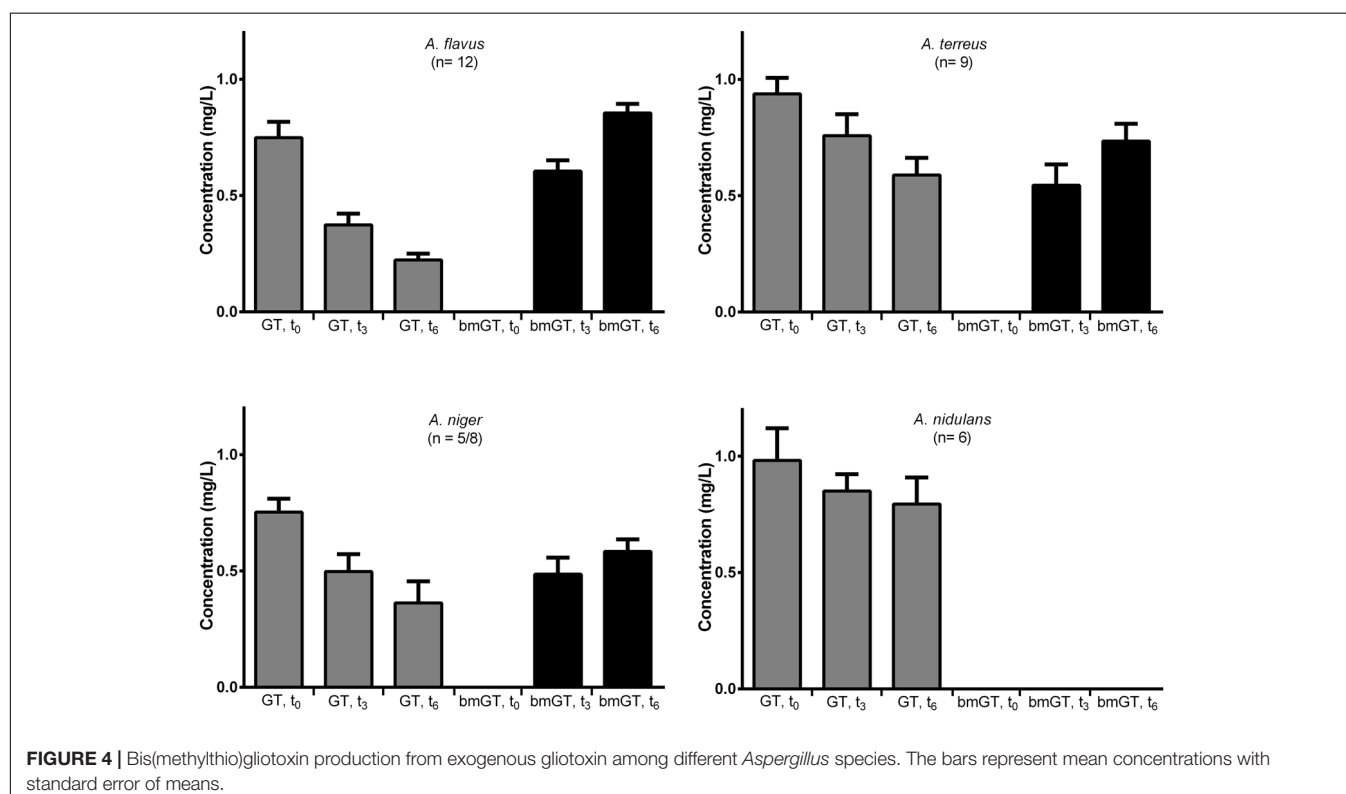 A. flavus
(n= 12)
Concentration (mg/L)
1.0
0.5
0.0
GT, t0 GT, t3 GT, t6 bmGT, t0 bmGT, t3 bmGT, t6
A. terreus
(n= 9)
Concentration (mg/L)
1.0
0.5
0.0
GT, t0 GT, t3 GT, t6 bmGT, t0 bmGT, t3 bmGT, t6
A. niger
(n = 5/8)
Concentration (mg/L)
1.0
0.5
0.0
GT, t0 GT, t3 GT, t6 bmGT, t0 bmGT, t3 bmGT, t6
A. nidulans
(n= 6)
Concentration (mg/L)
1.0
0.5
0.0
GT, t0 GT, t3 GT, t6 bmGT, t0 bmGT, t3 bmGT, t6
FIGURE 4 | Bis(methylthio)gliotoxin production from exogenous gliotoxin among different Aspergillus species. The bars represent mean concentrations with
standard error of means.